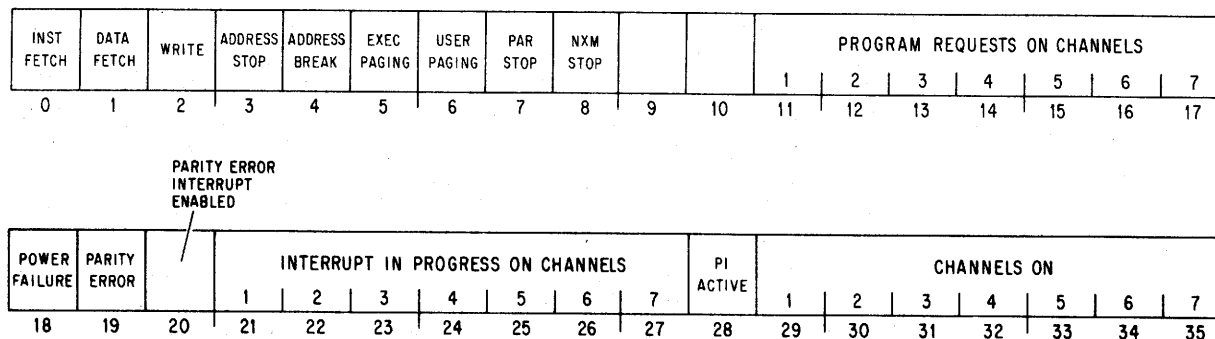 INST FETCH
DATA FETCH
WRITE
ADDRESS STOP
ADDRESS BREAK
EXEC PAGING
USER PAGING
PAR STOP
NXM STOP
PROGRAM REQUESTS ON CHANNELS
1 2 3 4 5 6 7
0 1 2 3 4 5 6 7 8 9 10 11 12 13 14 15 16 17
PARITY ERROR
INTERRUPT
ENABLED
POWER FAILURE
PARITY ERROR
INTERRUPT IN PROGRESS ON CHANNELS
1 2 3 4 5 6 7
PI ACTIVE
CHANNELS ON
1 2 3 4 5 6 7
18 19 20 21 22 23 24 25 26 27 28 29 30 31 32 33 34 35